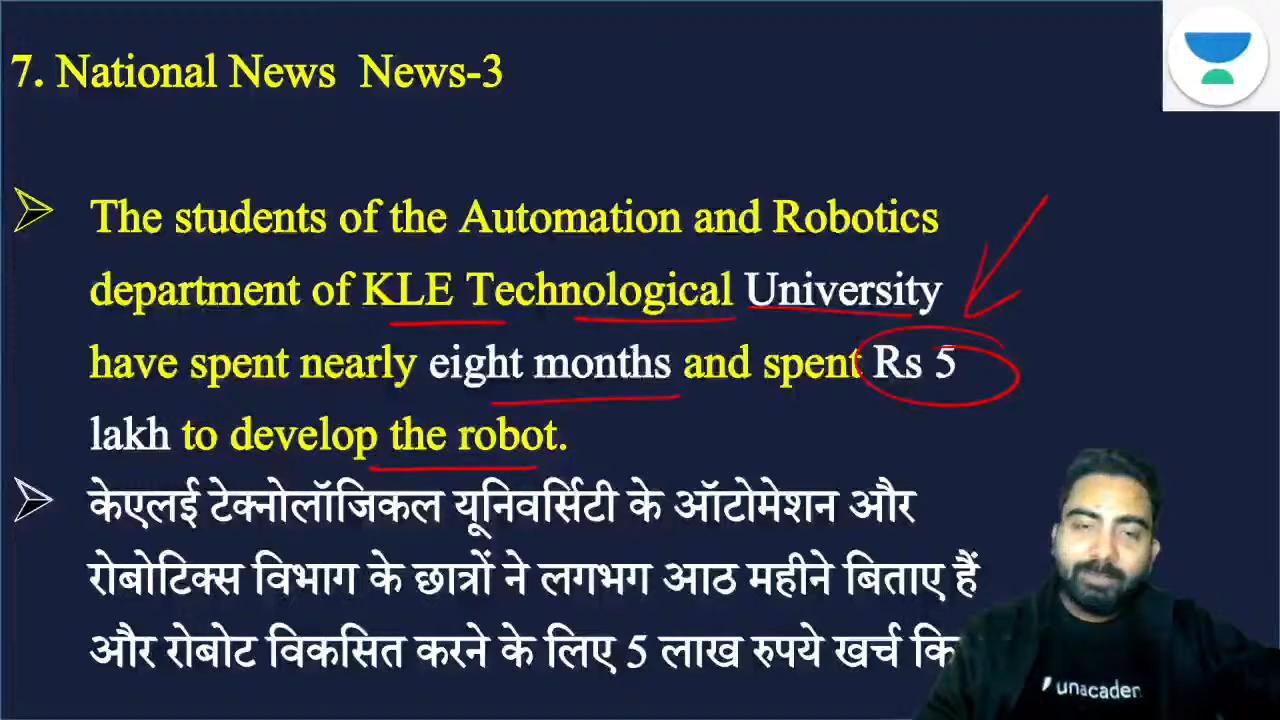 7. National News News-3
The students of the Automation and Robotics
department of KLE Technological University
have spent nearly eight months and spent Rs 5
lakh to develop the robot.
केएलई टेक्नोलॉजिकल यूनिवर्सिटी के ऑटोमेशन और
रोबोटिक्स विभाग के छात्रों ने लगभग आठ महीने बिताए हैं
और रोबोट विकसित करने के लिए 5 लाख रुपये खर्च
unacadem